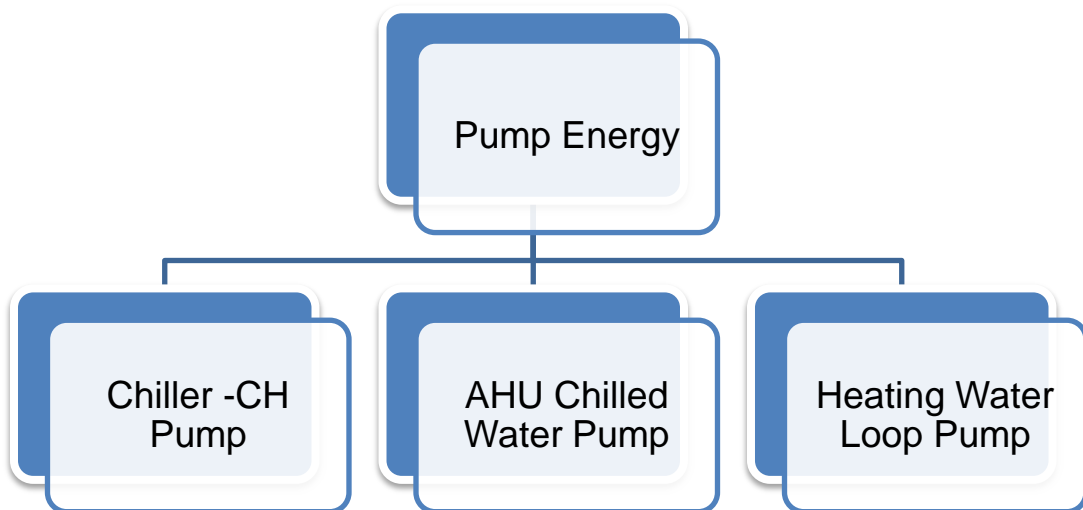 Pump Energy
Chiller -CH
Pump
AHU Chilled
Water Pump
Heating Water
Loop Pump